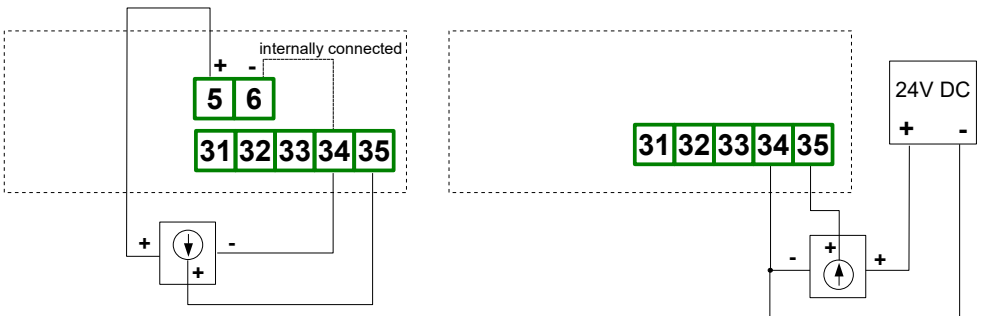 internally connected
+ -
5 6
31 32 33 34 35
+ -
+
31 32 33 34 35
24V DC
+ -
+
- +